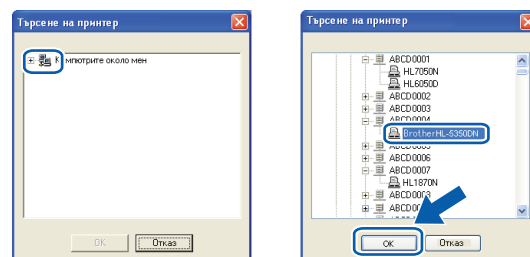 Търсене на принтер
мпютрите около мен
OK
Отказ
Търсене на принтер
ABCD0001
HL7050N
HL6050D
ABCD0002
ABCD0003
ABCD0004
BrotherHL-5350DN
ABCD0006
ABCD0007
HL1870N
OK
Отказ